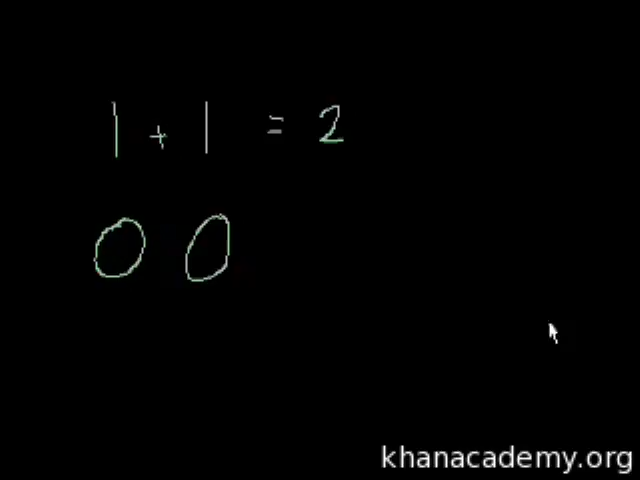 1 + 1 = 2
khanacademy.org